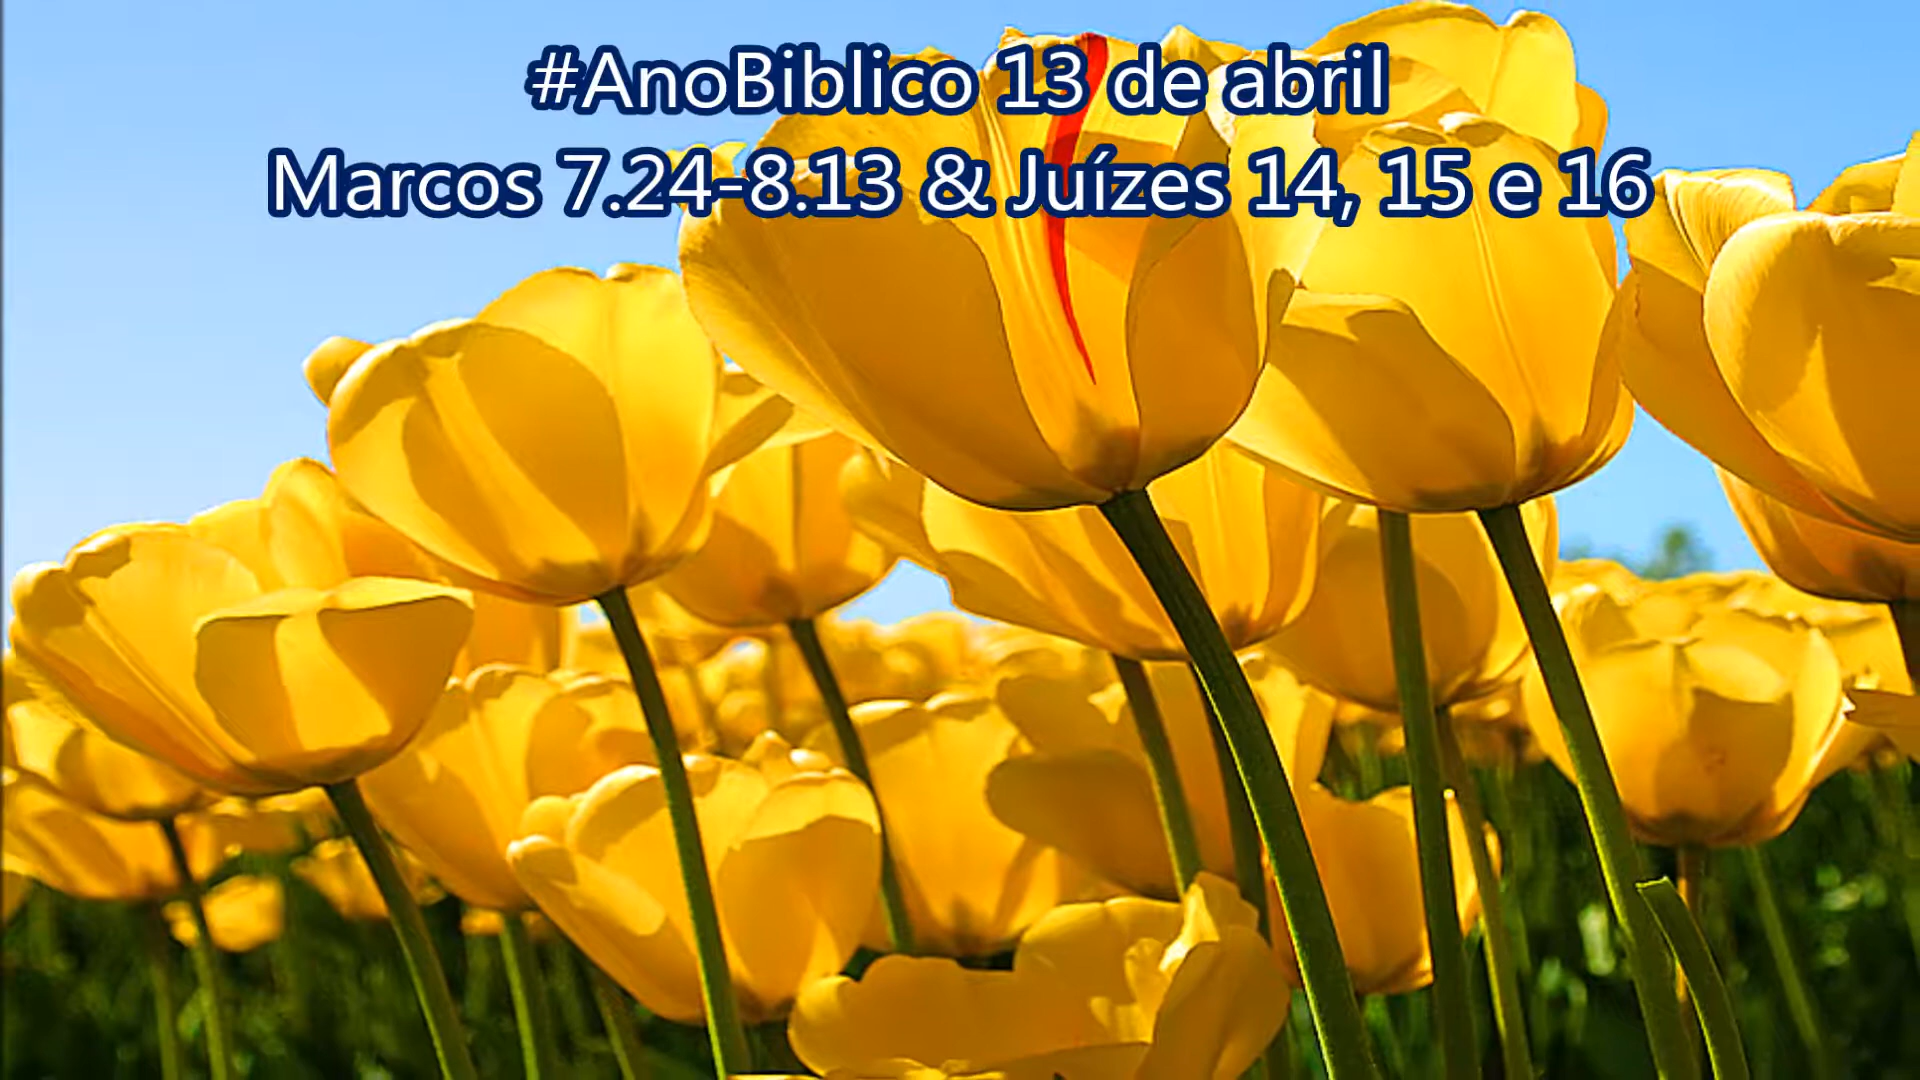 #AnoBiblico 13 de abril
Marcos 7.24-8.13 & Juízes 14, 15 e 16